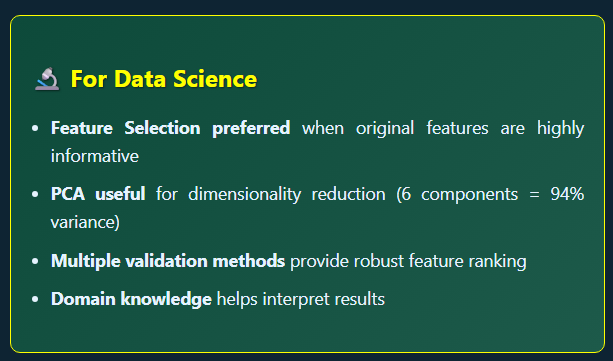 For Data Science
Feature Selection preferred when original features are highly
informative
PCA useful for dimensionality reduction (6 components = 94%
variance)
Multiple validation methods provide robust feature ranking
Domain knowledge helps interpret results